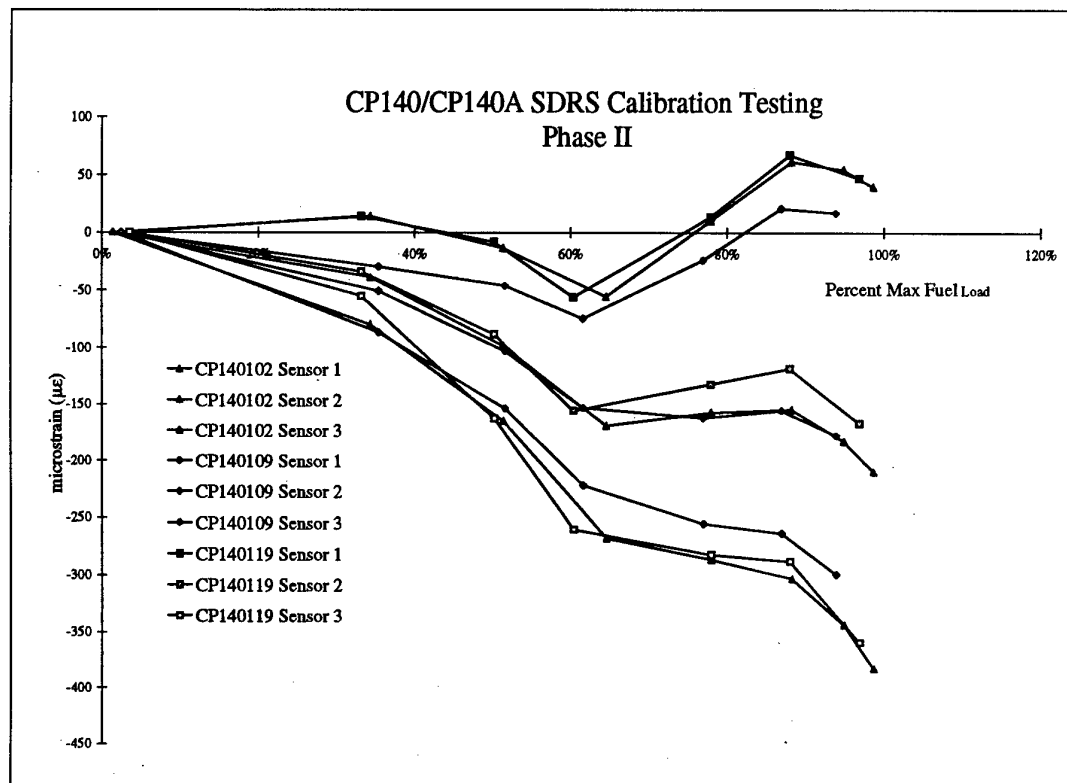 CP140/CP140A SDRS Calibration Testing
Phase II
100
50
0
-50
-100
-150
-200
-250
-300
-350
-400
-450
0%
20%
40%
60%
80%
100%
120%
Percent Max Fuel Load
microstrain (με)
CP140102 Sensor 1
CP140102 Sensor 2
CP140102 Sensor 3
CP140109 Sensor 1
CP140109 Sensor 2
CP140109 Sensor 3
CP140119 Sensor 1
CP140119 Sensor 2
CP140119 Sensor 3